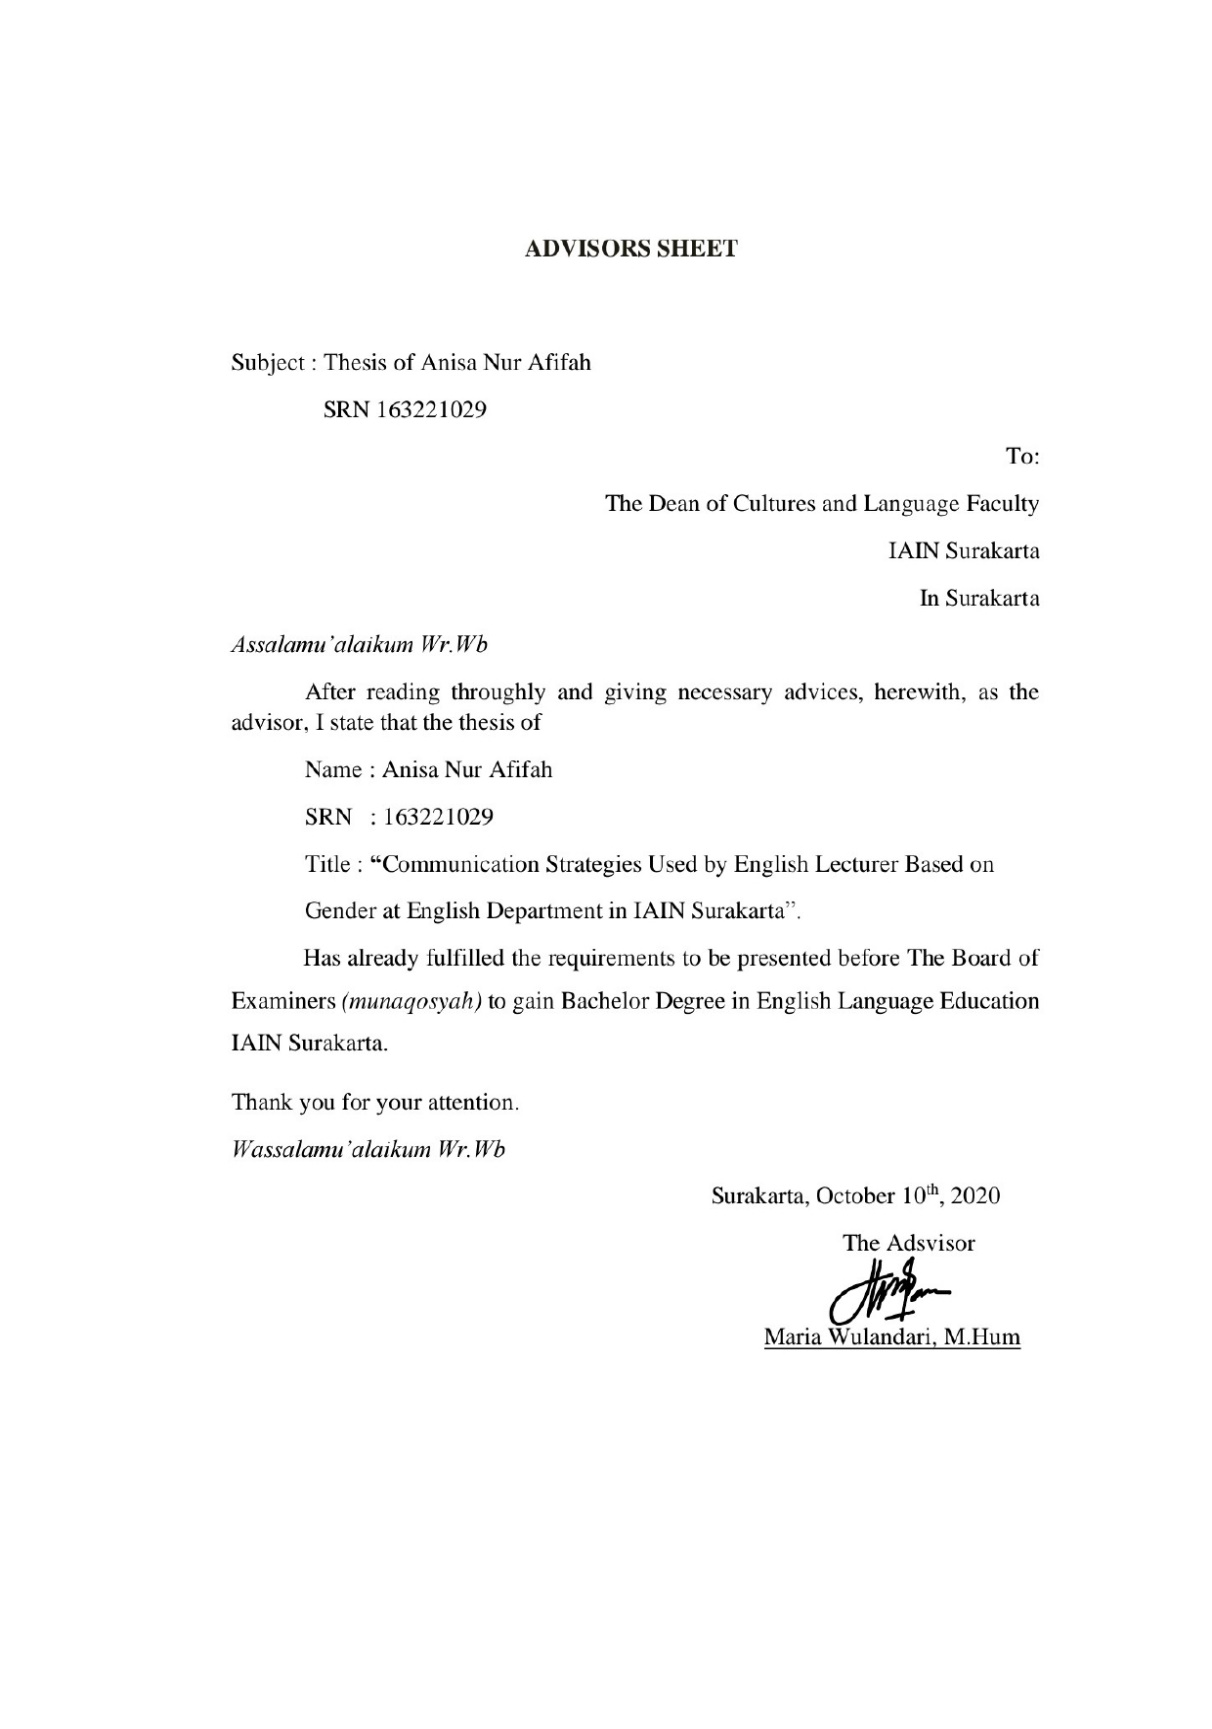 ADVISORS SHEET
Subject : Thesis of Anisa Nur Afifah
SRN 163221029
To:
The Dean of Cultures and Language Faculty
IAIN Surakarta
In Surakarta
Assalamu’alaikum Wr.Wb
After reading throughly and giving necessary advices, herewith, as the
advisor, I state that the thesis of
Name : Anisa Nur Afifah
SRN : 163221029
Title : “Communication Strategies Used by English Lecturer Based on
Gender at English Department in IAIN Surakarta”.
Has already fulfilled the requirements to be presented before The Board of
Examiners (munaqosyah) to gain Bachelor Degree in English Language Education
IAIN Surakarta.
Thank you for your attention.
Wassalamu’alaikum Wr.Wb
Surakarta, October 10th, 2020
The Adsvisor
Maria Wulandari, M.Hum